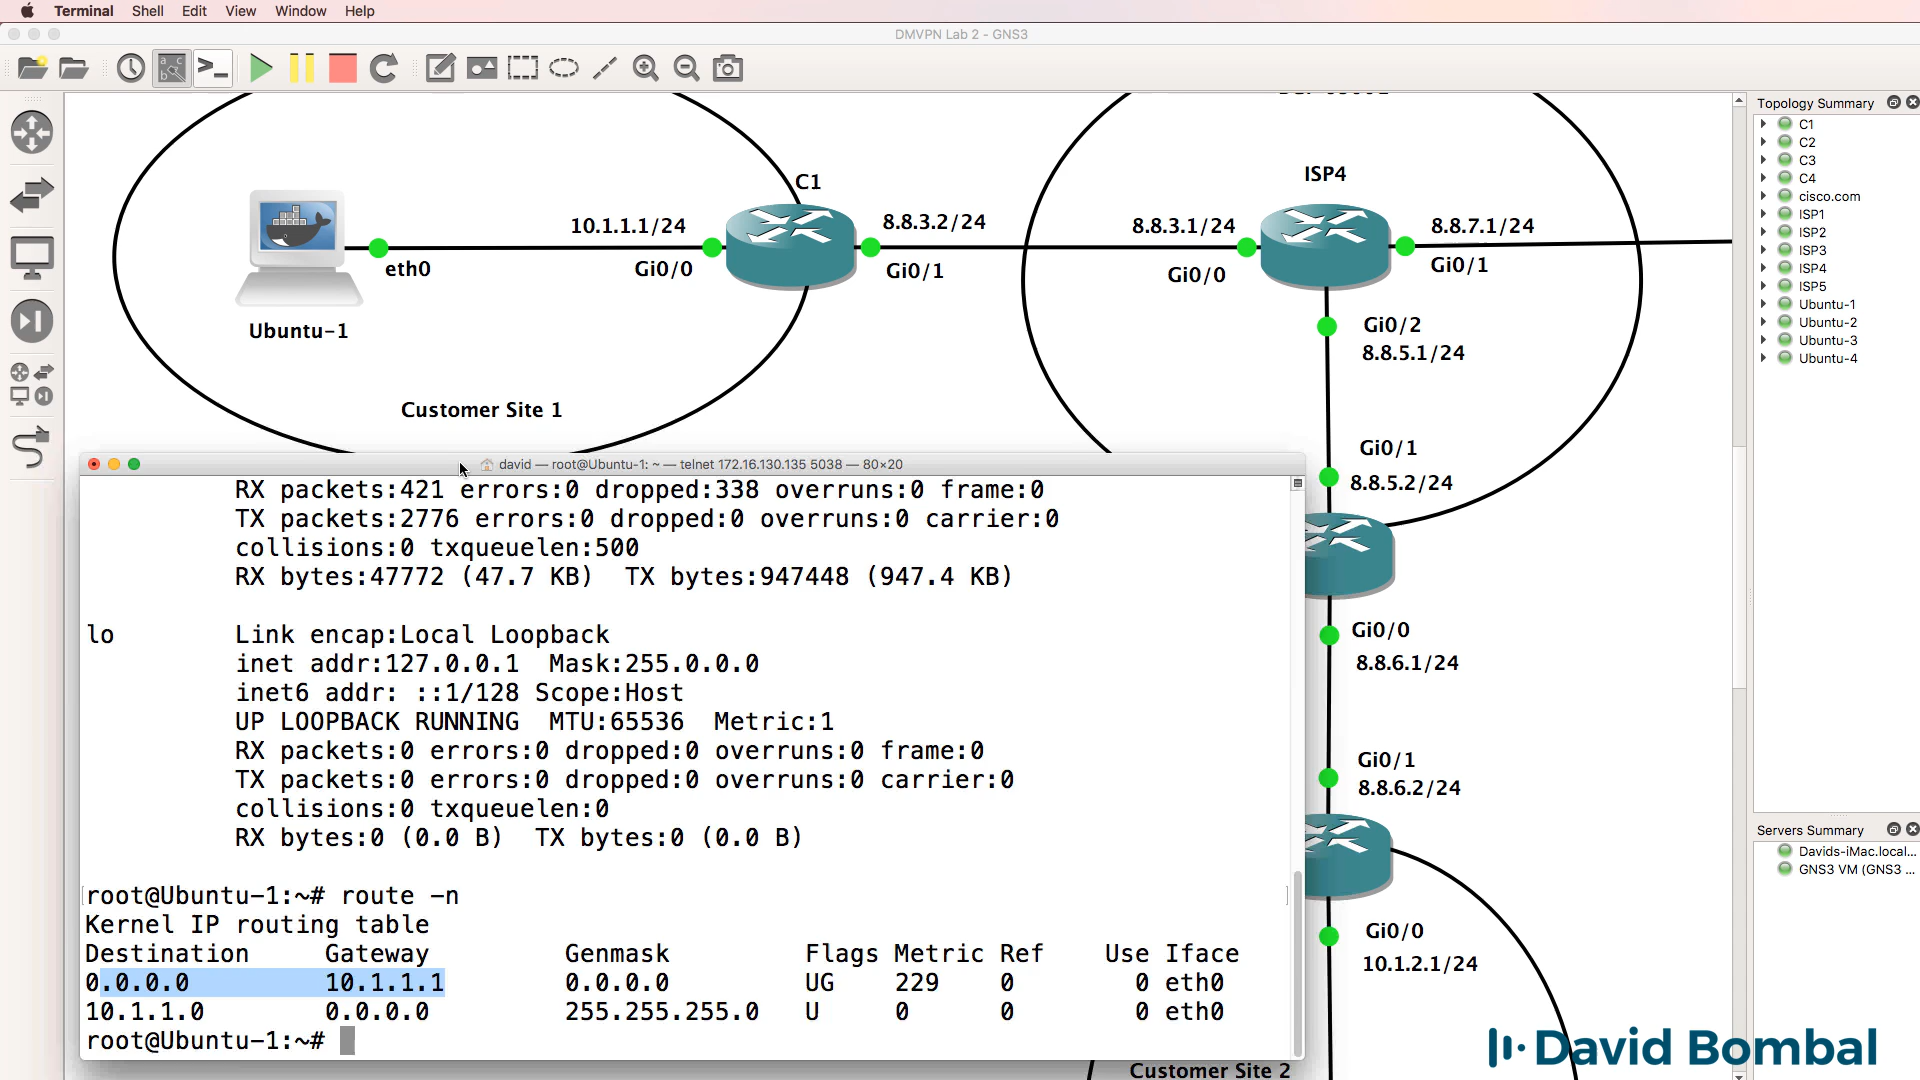 Terminal Shell Edit View Window Help
DMVPN Lab 2 - GNS3
C1
ISP4
10.1.1.1/24
8.8.3.2/24
8.8.3.1/24
8.8.7.1/24
eth0
Gi0/0
Gi0/1
Gi0/0
Gi0/1
Ubuntu-1
Gi0/2
8.8.5.1/24
Customer Site 1
Gi0/1
8.8.5.2/24
Gi0/0
8.8.6.1/24
Gi0/1
8.8.6.2/24
Gi0/0
10.1.2.1/24
Customer Site 2
david — root@Ubuntu-1: ~ — telnet 172.16.130.135 5038 — 80×20
RX packets:421 errors:0 dropped:338 overruns:0 frame:0
TX packets:2776 errors:0 dropped:0 overruns:0 carrier:0
collisions:0 txqueuelen:500
RX bytes:47772 (47.7 KB)  TX bytes:947448 (947.4 KB)
lo Link encap:Local Loopback
inet addr:127.0.0.1  Mask:255.0.0.0
inet6 addr: ::1/128 Scope:Host
UP LOOPBACK RUNNING  MTU:65536  Metric:1
RX packets:0 errors:0 dropped:0 overruns:0 frame:0
TX packets:0 errors:0 dropped:0 overruns:0 carrier:0
collisions:0 txqueuelen:0
RX bytes:0 (0.0 B)  TX bytes:0 (0.0 B)
root@Ubuntu-1:~# route -n
Kernel IP routing table
Destination Gateway Genmask Flags Metric Ref Use Iface
0.0.0.0 10.1.1.1 0.0.0.0 UG 229 0 0 eth0
10.1.1.0 0.0.0.0 255.255.255.0 U 0 0 0 eth0
root@Ubuntu-1:~#
Topology Summary
C1
C2
C3
C4
cisco.com
ISP1
ISP2
ISP3
ISP4
ISP5
Ubuntu-1
Ubuntu-2
Ubuntu-3
Ubuntu-4
Servers Summary
Davids-iMac.local...
GNS3 VM (GNS3 ...
David Bombal